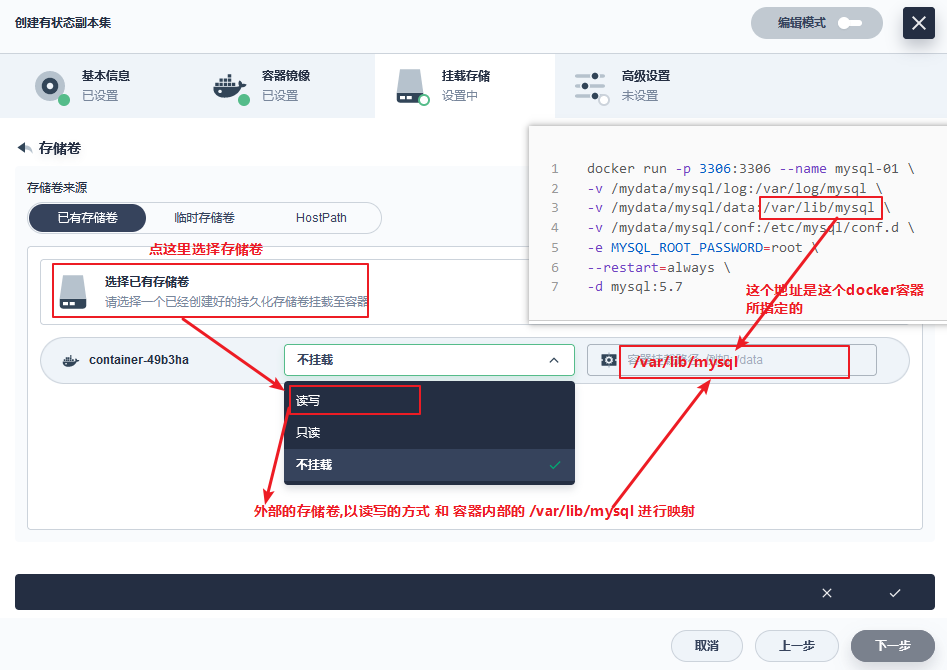 创建有状态副本集
编辑模式
基本信息
已设置
容器镜像
已设置
挂载存储
设置中
高级设置
未设置
存储卷
存储卷来源
已有存储卷
临时存储卷
HostPath
点这里选择存储卷
选择已有存储卷
请选择一个已经创建好的持久化存储卷挂载至容器
1 docker run -p 3306:3306 --name mysql-01 \
2 -v /mydata/mysql/log:/var/log/mysql \
3 -v /mydata/mysql/data:/var/lib/mysql \
4 -v /mydata/mysql/conf:/etc/mysql/conf.d \
5 -e MYSQL_ROOT_PASSWORD=root \
6 --restart=always \
7 -d mysql:5.7
这个地址是这个docker容器
所指定的
container-49b3ha
不挂载
/var/lib/mysql
/data
读写
只读
不挂载
外部的存储卷,以读写的方式 和 容器内部的 /var/lib/mysql 进行映射
取消
上一步
下一步